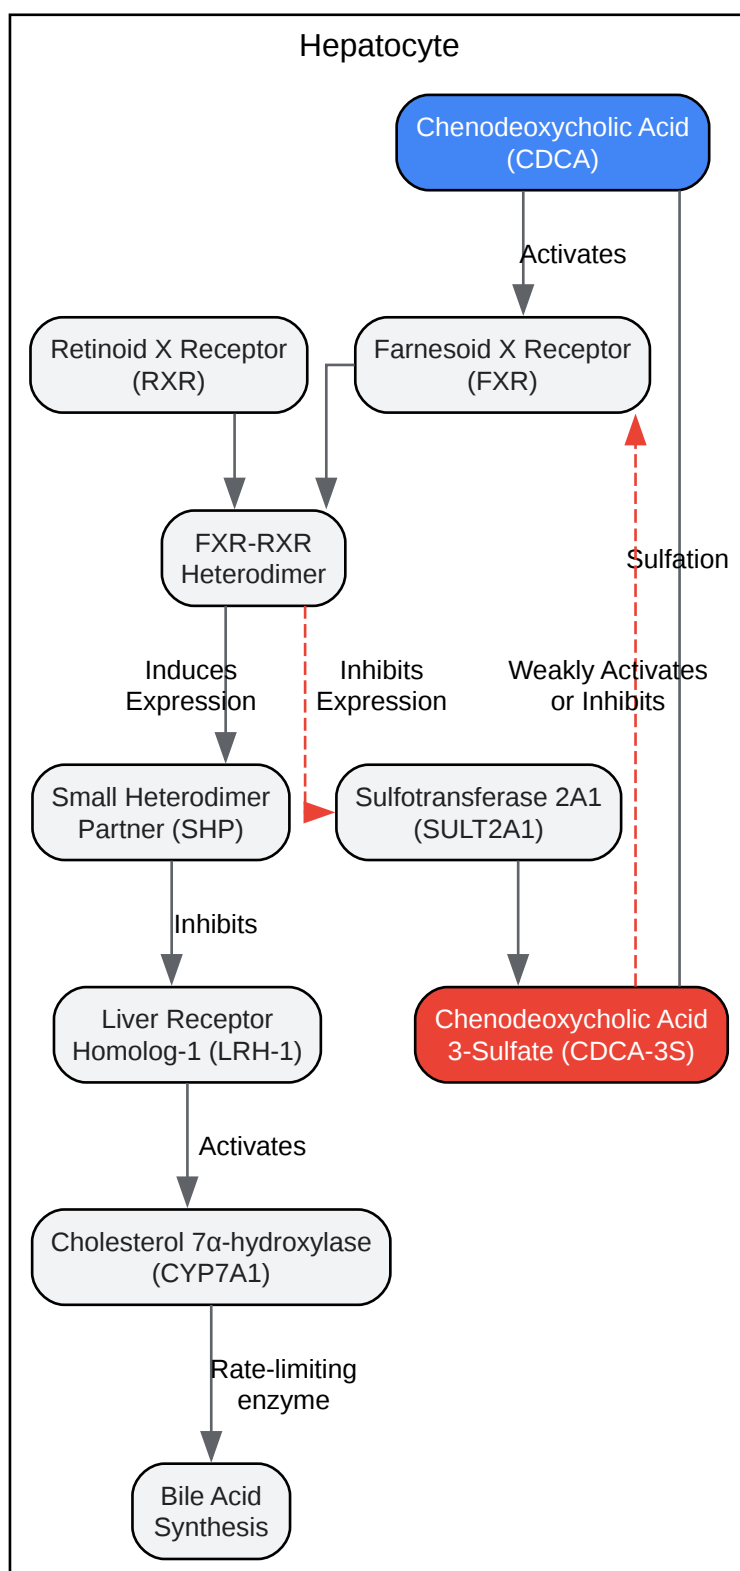 Hepatocyte
Chenodeoxycholic Acid
(CDCA)
Activates
Retinoid X Receptor
(RXR)
Farnesoid X Receptor
(FXR)
FXR-RXR
Heterodimer
Sulfation
Induces
Expression
Inhibits
Expression
Weakly Activates
or Inhibits
Small Heterodimer
Partner (SHP)
Sulfotransferase 2A1
(SULT2A1)
Inhibits
Liver Receptor
Homolog-1 (LRH-1)
Chenodeoxycholic Acid
3-Sulfate (CDCA-3S)
Activates
Cholesterol 7α-hydroxylase
(CYP7A1)
Rate-limiting
enzyme
Bile Acid
Synthesis